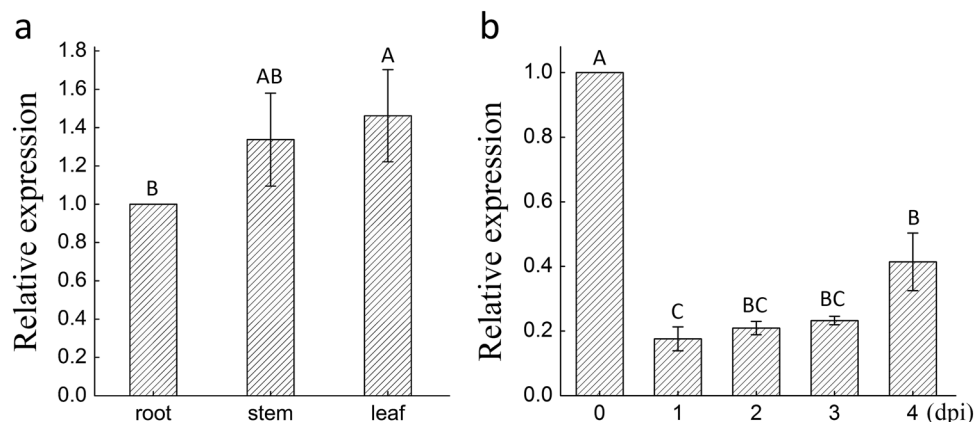 a
Relative expression
1.8
1.6
1.4
1.2
1.0
0.8
0.6
0.4
0.2
0.0
B
AB
A
root stem leaf
b
Relative expression
1.0
0.8
0.6
0.4
0.2
0.0
A
C
BC
BC
B
0 1 2 3 4 (dpi)